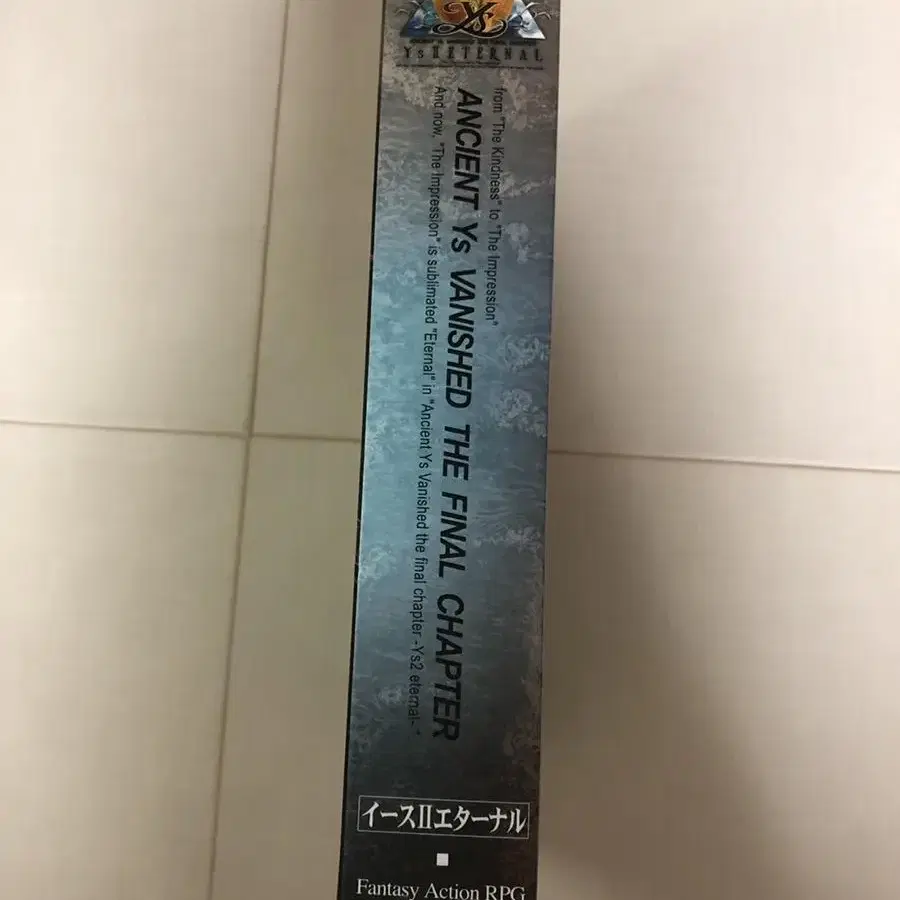 Ys
Ys II ETERNAL
from "The Kindness" to "The Impression"
ANCIENT Ys VANISHED THE FINAL CHAPTER
And now, "The Impression" is sublimated "Eternal" in "Ancient Ys Vanished the final chapter -Ys2 eternal-."
イースIIエターナル
Fantasy Action RPG